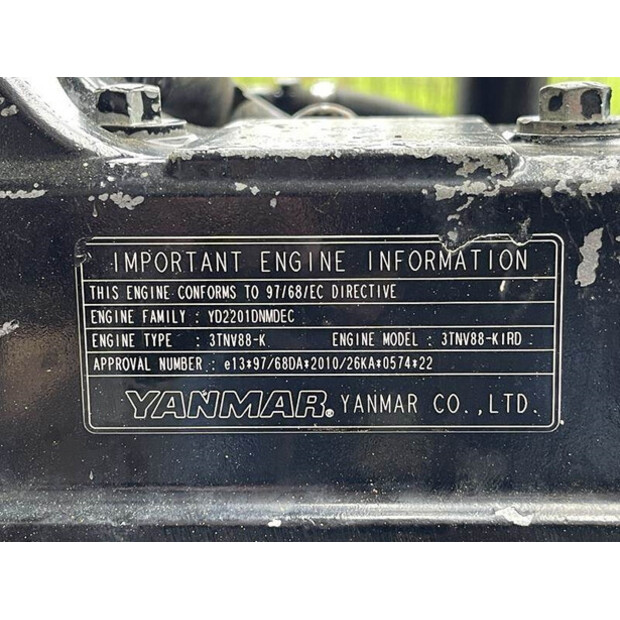 IMPORTANT ENGINE INFORMATION
THIS ENGINE CONFORMS TO 97/68/EC DIRECTIVE
ENGINE FAMILY : YD2201DNMDEC
ENGINE TYPE : 3TNV88-K ENGINE MODEL : 3TNV88-KIRD
APPROVAL NUMBER : e13*97/68DA*2010/26KA*0574*22
YANMAR® YANMAR CO.,LTD.